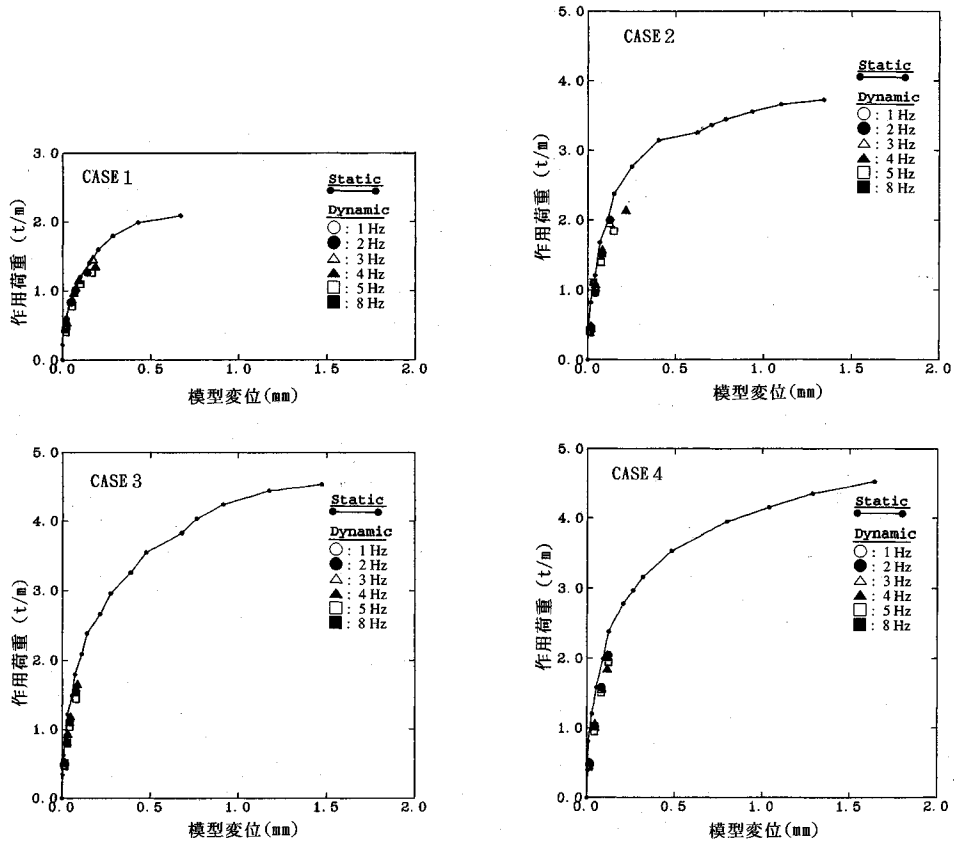 CASE 1
Static
Dynamic
: 1 Hz
: 2 Hz
: 3 Hz
: 4 Hz
: 5 Hz
: 8 Hz
3.0
2.0
1.0
0.0
作用荷重 (t/m)
0.0 0.5 1.0 1.5 2.0
模型変位(mm)
CASE 2
Static
Dynamic
: 1 Hz
: 2 Hz
: 3 Hz
: 4 Hz
: 5 Hz
: 8 Hz
5.0
4.0
3.0
2.0
1.0
0.0
作用荷重 (t/m)
0.0 0.5 1.0 1.5 2.0
模型変位(mm)
CASE 3
Static
Dynamic
: 1 Hz
: 2 Hz
: 3 Hz
: 4 Hz
: 5 Hz
: 8 Hz
5.0
4.0
3.0
2.0
1.0
0.0
作用荷重 (t/m)
0.0 0.5 1.0 1.5 2.0
模型変位(mm)
CASE 4
Static
Dynamic
: 1 Hz
: 2 Hz
: 3 Hz
: 4 Hz
: 5 Hz
: 8 Hz
5.0
4.0
3.0
2.0
1.0
0.0
作用荷重 (t/m)
0.0 0.5 1.0 1.5 2.0
模型変位(mm)